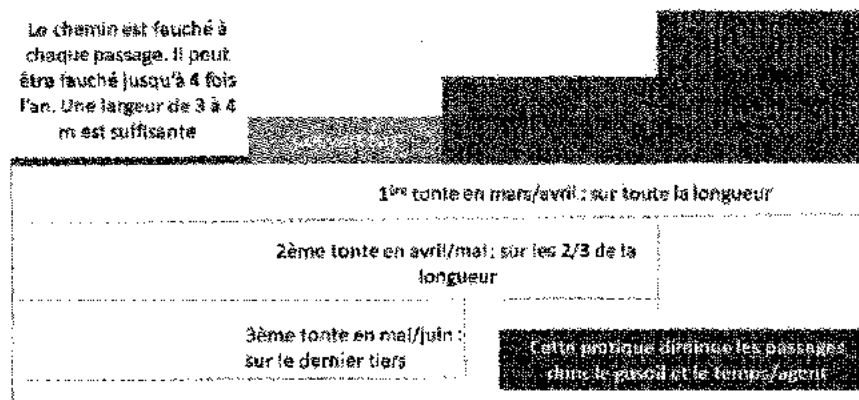 Le chemin est fauché à
chaque passage. Il peut
être fauché jusqu'à 4 fois
l'an. Une largeur de 3 à 4
m est suffisante
1ère tonte en mars/avril : sur toute la longueur
2ème tonte en avril/mai : sur les 2/3 de la
longueur
3ème tonte en mai/juin :
sur le dernier tiers
Cette pratique diminue les passages
donc le gasoil et le temps/agent